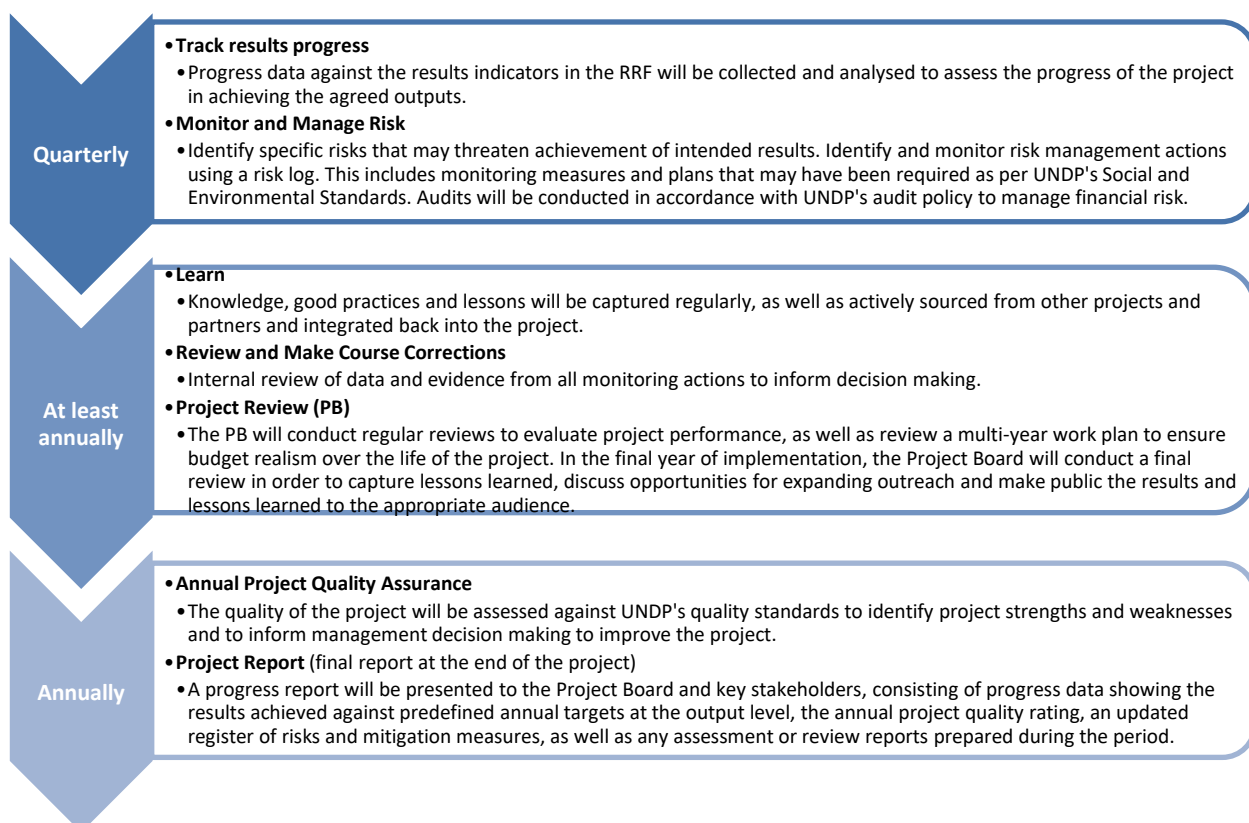 Quarterly
•Track results progress
•Progress data against the results indicators in the RRF will be collected and analysed to assess the progress of the project
in achieving the agreed outputs.
•Monitor and Manage Risk
•Identify specific risks that may threaten achievement of intended results. Identify and monitor risk management actions
using a risk log. This includes monitoring measures and plans that may have been required as per UNDP's Social and
Environmental Standards. Audits will be conducted in accordance with UNDP's audit policy to manage financial risk.
At least
annually
•Learn
•Knowledge, good practices and lessons will be captured regularly, as well as actively sourced from other projects and
partners and integrated back into the project.
•Review and Make Course Corrections
•Internal review of data and evidence from all monitoring actions to inform decision making.
•Project Review (PB)
•The PB will conduct regular reviews to evaluate project performance, as well as review a multi-year work plan to ensure
budget realism over the life of the project. In the final year of implementation, the Project Board will conduct a final
review in order to capture lessons learned, discuss opportunities for expanding outreach and make public the results and
lessons learned to the appropriate audience.
Annually
•Annual Project Quality Assurance
•The quality of the project will be assessed against UNDP's quality standards to identify project strengths and weaknesses
and to inform management decision making to improve the project.
•Project Report (final report at the end of the project)
•A progress report will be presented to the Project Board and key stakeholders, consisting of progress data showing the
results achieved against predefined annual targets at the output level, the annual project quality rating, an updated
register of risks and mitigation measures, as well as any assessment or review reports prepared during the period.